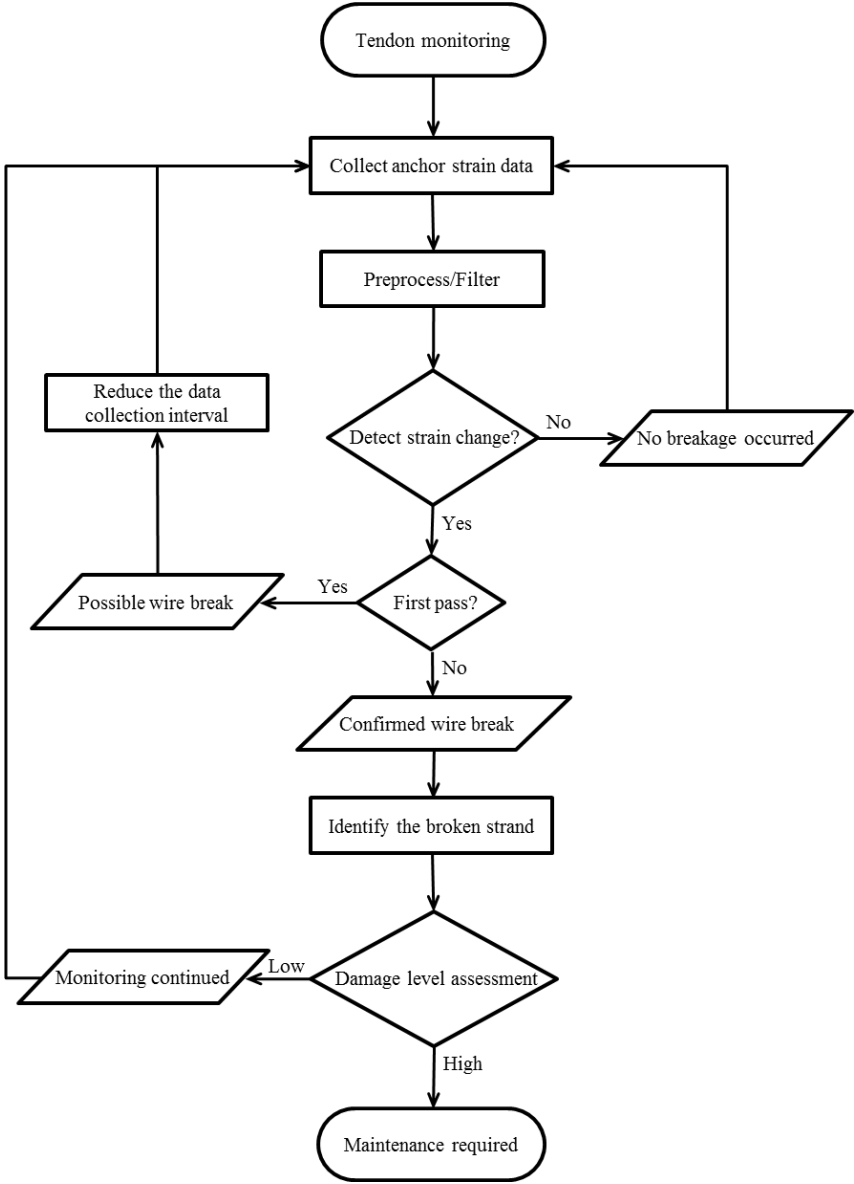 Tendon monitoring
Collect anchor strain data
Preprocess/Filter
Reduce the data
collection interval
Detect strain change?
No
No breakage occurred
Yes
Possible wire break
Yes
First pass?
No
Confirmed wire break
Identify the broken strand
Monitoring continued
Low
Damage level assessment
High
Maintenance required